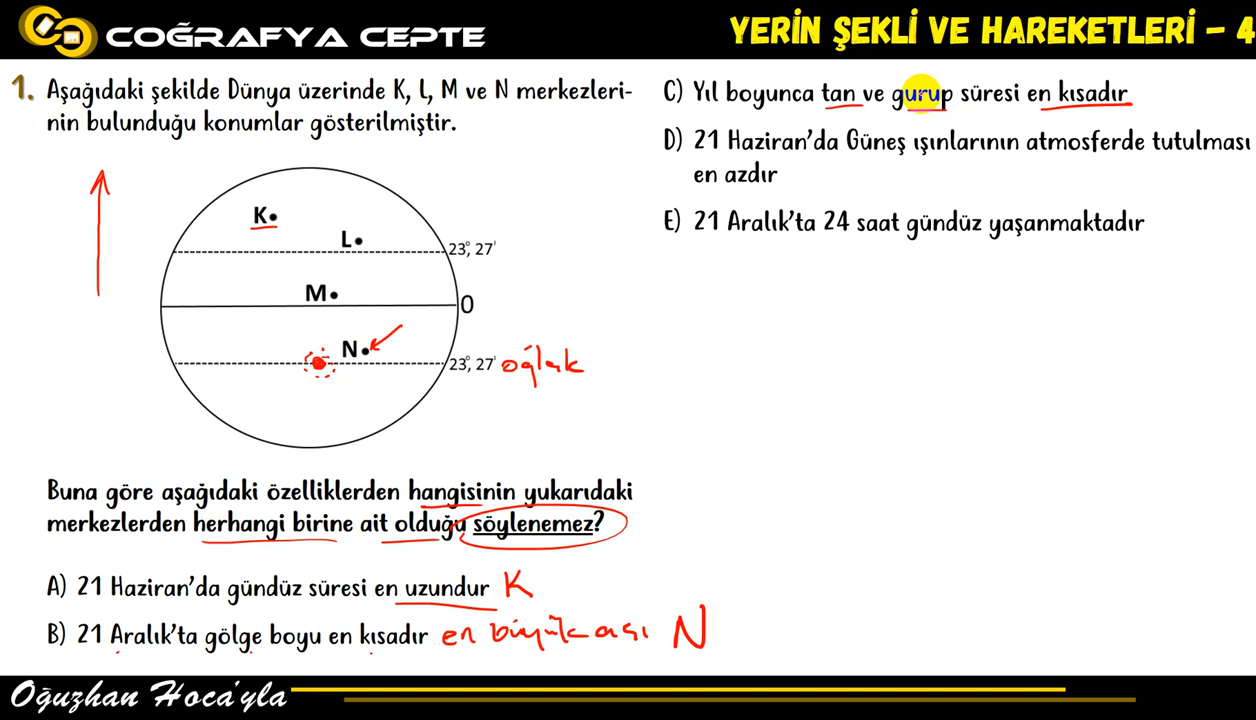 COĞRAFYA CEPTE
YERİN ŞEKLİ VE HAREKETLERİ – 4
1. Aşağıdaki şekilde Dünya üzerinde K, L, M ve N merkezleri-
nin bulunduğu konumlar gösterilmiştir.
K
L
23°, 27'
M
0
N
23°, 27' oğlak
Buna göre aşağıdaki özelliklerden hangisinin yukarıdaki
merkezlerden herhangi birine ait olduğu söylenemez?
A) 21 Haziran'da gündüz süresi en uzundur K
B) 21 Aralık'ta gölge boyu en kısadır en büyük açısı N
C) Yıl boyunca tan ve gurup süresi en kısadır
D) 21 Haziran'da Güneş ışınlarının atmosferde tutulması
en azdır
E) 21 Aralık'ta 24 saat gündüz yaşanmaktadır
Oğuzhan Hoca'yla